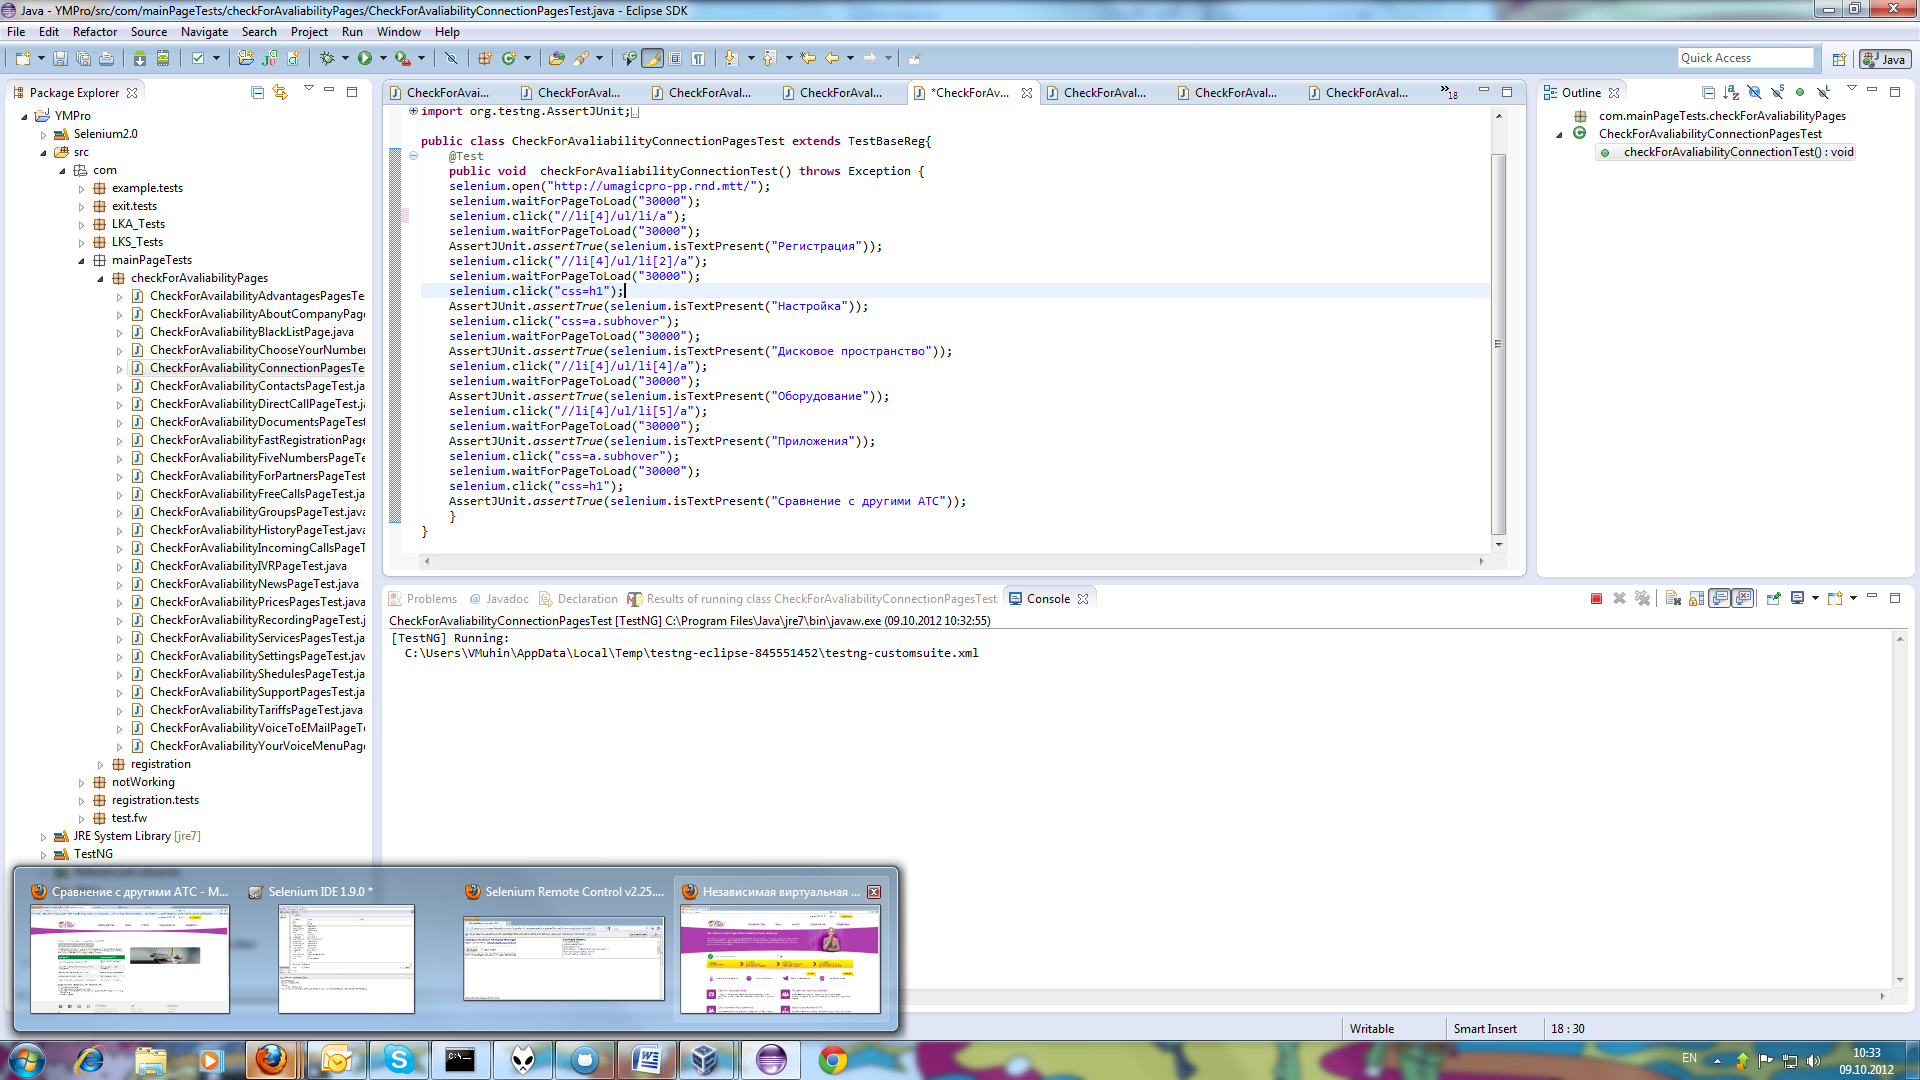 Java - YMPro/src/com/mainPageTests/checkForAvaliabilityPages/CheckForAvaliabilityConnectionPagesTest.java - Eclipse SDK
File Edit Refactor Source Navigate Search Project Run Window Help
Quick Access
Java
Package Explorer
YMPro
Selenium2.0
src
com
example.tests
exit.tests
LKA_Tests
LKS_Tests
mainPageTests
checkForAvaliabilityPages
CheckForAvailabilityAdvantagesPagesTe
CheckForAvaliabilityAboutCompanyPage
CheckForAvaliabilityBlackListPage.java
CheckForAvaliabilityChooseYourNumber
CheckForAvaliabilityConnectionPagesTe
CheckForAvaliabilityContactsPageTest.ja
CheckForAvaliabilityDirectCallPageTest.j
CheckForAvaliabilityDocumentsPageTest
CheckForAvaliabilityFastRegistrationPage
CheckForAvaliabilityFiveNumbersPageTe
CheckForAvaliabilityForPartnersPageTest
CheckForAvaliabilityFreeCallsPageTest.ja
CheckForAvaliabilityGroupsPageTest.java
CheckForAvaliabilityHistoryPageTest.java
CheckForAvaliabilityIncomingCallsPageT
CheckForAvaliabilityIVRPageTest.java
CheckForAvaliabilityNewsPageTest.java
CheckForAvaliabilityPricesPagesTest.java
CheckForAvaliabilityRecordingPageTest.j
CheckForAvaliabilityServicesPageTest.java
CheckForAvaliabilitySettingsPageTest.java
CheckForAvaliabilityShedulesPageTest.ja
CheckForAvaliabilitySupportPagesTest.ja
CheckForAvaliabilityTariffsPageTest.java
CheckForAvaliabilityVoiceToEMailPageTe
CheckForAvaliabilityYourVoiceMenuPage
registration
notWorking
registration.tests
test.fw
JRE System Library [jre7]
TestNG
CheckForAvai... CheckForAval... CheckForAval... CheckForAval... *CheckForAv... CheckForAval... CheckForAval... CheckForAval... »18
import org.testng.AssertJUnit;
public class CheckForAvaliabilityConnectionPagesTest extends TestBaseReg{
@Test
public void checkForAvaliabilityConnectionTest() throws Exception {
selenium.open("http://umagicpro-pp.rnd.mtt/");
selenium.waitForPageToLoad("30000");
selenium.click("//li[4]/ul/li/a");
selenium.waitForPageToLoad("30000");
AssertJUnit.assertTrue(selenium.isTextPresent("Регистрация"));
selenium.click("//li[4]/ul/li[2]/a");
selenium.waitForPageToLoad("30000");
selenium.click("css=h1");
AssertJUnit.assertTrue(selenium.isTextPresent("Настройка"));
selenium.click("css=a.subhover");
selenium.waitForPageToLoad("30000");
AssertJUnit.assertTrue(selenium.isTextPresent("Дисковое пространство"));
selenium.click("//li[4]/ul/li[4]/a");
selenium.waitForPageToLoad("30000");
AssertJUnit.assertTrue(selenium.isTextPresent("Оборудование"));
selenium.click("//li[4]/ul/li[5]/a");
selenium.waitForPageToLoad("30000");
AssertJUnit.assertTrue(selenium.isTextPresent("Приложения"));
selenium.click("css=a.subhover");
selenium.waitForPageToLoad("30000");
selenium.click("css=h1");
AssertJUnit.assertTrue(selenium.isTextPresent("Сравнение с другими АТС"));
}
}
Outline
com.mainPageTests.checkForAvaliabilityPages
CheckForAvaliabilityConnectionPagesTest
checkForAvaliabilityConnectionTest() : void
Problems @ Javadoc Declaration Results of running class CheckForAvaliabilityConnectionPagesTest Console
CheckForAvaliabilityConnectionPagesTest [TestNG] C:\Program Files\Java\jre7\bin\javaw.exe (09.10.2012 10:32:55)
[TestNG] Running:
C:\Users\VMuhin\AppData\Local\Temp\testng-eclipse-845551452\testng-customsuite.xml
Сравнение с другими АТС - М... Selenium IDE 1.9.0 * Selenium Remote Control v2.25.... Независимая виртуальная ...
Writable Smart Insert 18 : 30
EN
10:33
09.10.2012